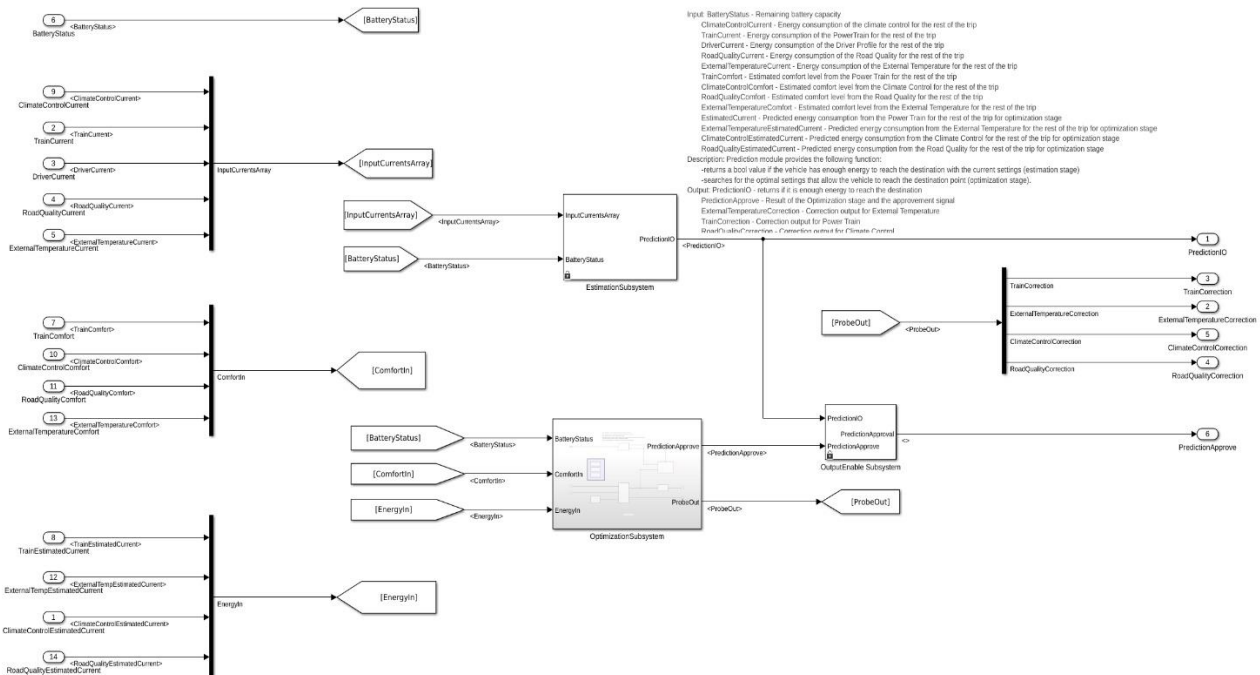 6
<BatteryStatus>
BatteryStatus
[BatteryStatus]
Input: BatteryStatus - Remaining battery capacity
ClimateControlCurrent - Energy consumption of the climate control for the rest of the trip
TrainCurrent - Energy consumption of the PowerTrain for the rest of the trip
DriverCurrent - Energy consumption of the Driver Profile for the rest of the trip
RoadQualityCurrent - Energy consumption of the Road Quality for the rest of the trip
ExternalTemperatureCurrent - Energy consumption of the External Temperature for the rest of the trip
TrainComfort - Estimated comfort level from the Power Train for the rest of the trip
ClimateControlComfort - Estimated comfort level from the Climate Control for the rest of the trip
RoadQualityComfort - Estimated comfort level from the Road Quality for the rest of the trip
ExternalTemperatureComfort - Estimated comfort level from the External Temperature for the rest of the trip
EstimatedCurrent - Predicted energy consumption from the Power Train for the rest of the trip for optimization stage
ExternalTemperatureEstimatedCurrent - Predicted energy consumption from the External Temperature for the rest of the trip for optimization stage
ClimateControlEstimatedCurrent - Predicted energy consumption from the Climate Control for the rest of the trip for optimization stage
RoadQualityEstimatedCurrent - Predicted energy consumption from the Road Quality for the rest of the trip for optimization stage
Description: Prediction module provides the following function:
-returns a bool value if the vehicle has enough energy to reach the destination with the current settings (estimation stage)
-searches for the optimal settings that allow the vehicle to reach the destination point (optimization stage).
Output: PredictionIO - returns if it is enough energy to reach the destination
PredictionApprove - Result of the Optimization stage and the approvement signal
ExternalTemperatureCorrection - Correction output for External Temperature
TrainCorrection - Correction output for Power Train
RoadQualityCorrection - Correction output for Climate Control
9
<ClimateControlCurrent>
ClimateControlCurrent
2
<TrainCurrent>
TrainCurrent
3
<DriverCurrent>
DriverCurrent
4
<RoadQualityCurrent>
RoadQualityCurrent
5
<ExternalTemperatureCurrent>
ExternalTemperatureCurrent
InputCurrentsArray
[InputCurrentsArray]
[InputCurrentsArray]
<InputCurrentsArray>
[BatteryStatus]
<BatteryStatus>
InputCurrentsArray
PredictionIO
BatteryStatus
EstimationSubsystem
<PredictionIO>
1
PredictionIO
[ProbeOut]
<ProbeOut>
TrainCorrection
3
TrainCorrection
ExternalTemperatureCorrection
2
ExternalTemperatureCorrection
ClimateControlCorrection
5
ClimateControlCorrection
RoadQualityCorrection
4
RoadQualityCorrection
7
<TrainComfort>
TrainComfort
10
<ClimateControlComfort>
ClimateControlComfort
11
<RoadQualityComfort>
RoadQualityComfort
13
<ExternalTemperatureComfort>
ExternalTemperatureComfort
ComfortIn
[ComfortIn]
[BatteryStatus]
<BatteryStatus>
[ComfortIn]
<ComfortIn>
[EnergyIn]
<EnergyIn>
BatteryStatus
PredictionApprove
ComfortIn
ProbeOut
EnergyIn
OptimizationSubsystem
<PredictionApprove>
<ProbeOut>
[ProbeOut]
PredictionIO
PredictionApproval
PredictionApprove
OutputEnable Subsystem
<>
6
PredictionApprove
8
<TrainEstimatedCurrent>
TrainEstimatedCurrent
12
<ExternalTempEstimatedCurrent>
ExternalTempEstimatedCurrent
1
<ClimateControlEstimatedCurrent>
ClimateControlEstimatedCurrent
14
<RoadQualityEstimatedCurrent>
RoadQualityEstimatedCurrent
EnergyIn
[EnergyIn]